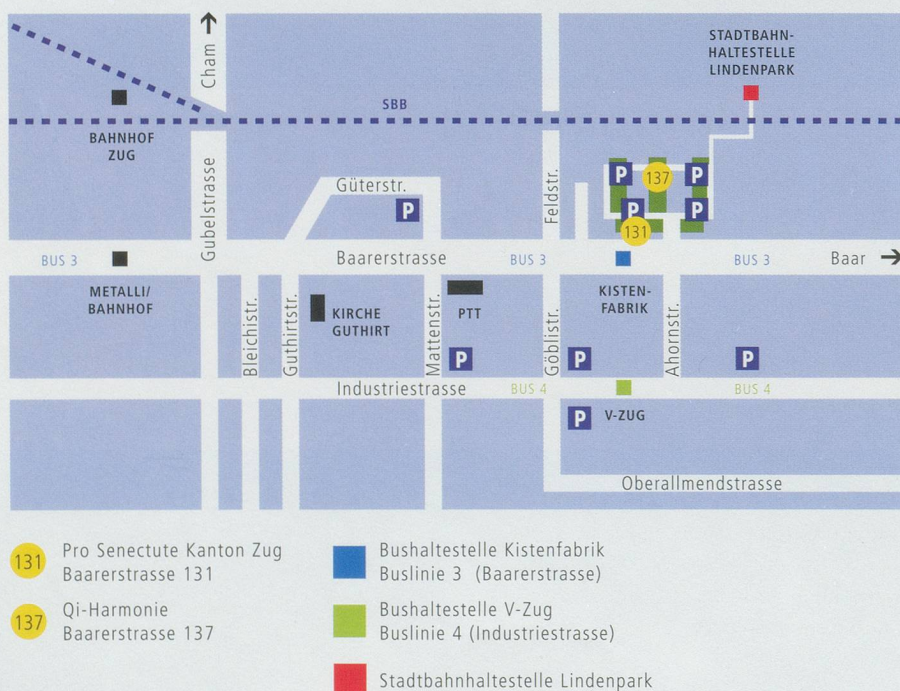 Cham
STADTBAHN-
HALTESTELLE
LINDENPARK
SBB
BAHNHOF
ZUG
Gubelstrasse
Güterstr.
P
Feldstr.
P
137
P
P
P
131
BUS 3
Baarerstrasse
BUS 3
BUS 3
Baar
METALLI/
BAHNHOF
Bleichistr.
Guthirtstr.
KIRCHE
GUTHIRT
Mattenstr.
PTT
P
Göblistr.
KISTEN-
FABRIK
P
Ahornstr.
P
Industriestrasse
BUS 4
BUS 4
P
V-ZUG
Oberallmendstrasse
131
Pro Senectute Kanton Zug
Baarerstrasse 131
137
Qi-Harmonie
Baarerstrasse 137
Bushaltestelle Kistenfabrik
Buslinie 3 (Baarerstrasse)
Bushaltestelle V-Zug
Buslinie 4 (Industriestrasse)
Stadtbahnhaltestelle Lindenpark